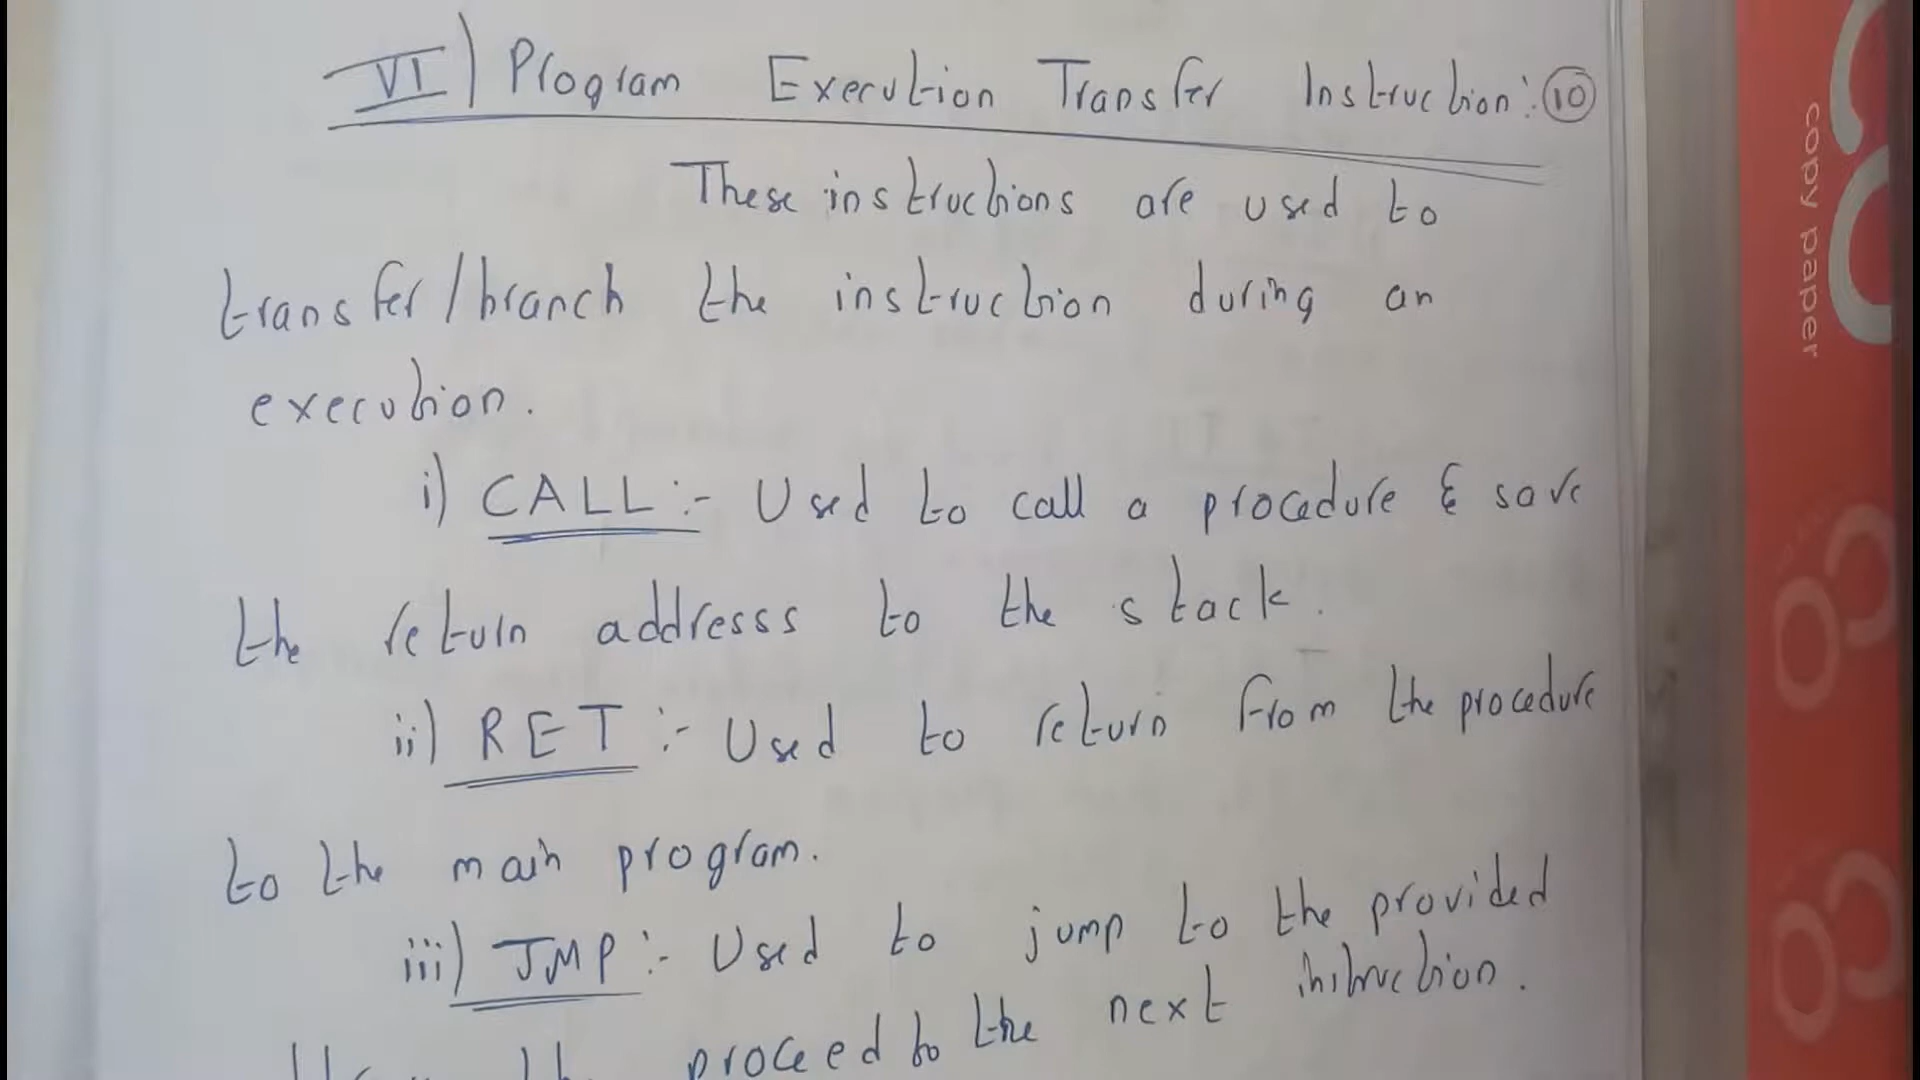 VI) Program Execution Transfer Instruction: 10
These instructions are used to
transfer/branch the instruction during an
execution.
i) CALL:- Used to call a procedure & save
the return addresss to the stack.
ii) RET:- Used to return from the procedure
to the main program.
iii) JMP:- Used to jump to the provided
instruction.
proceed to the next
copy paper